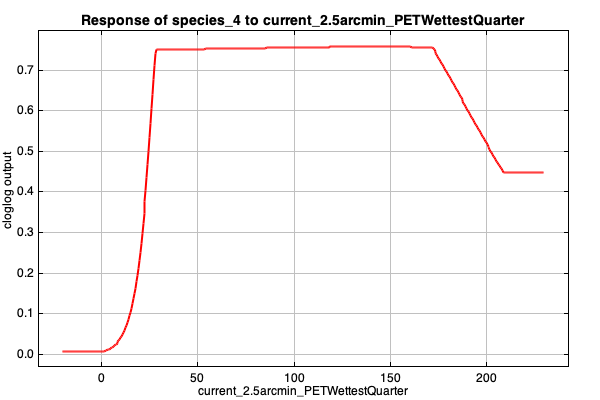 Response of species_4 to current_2.5arcmin_PETWettestQuarter
cloglog output
0.7
0.6
0.5
0.4
0.3
0.2
0.1
0.0
0 50 100 150 200
current_2.5arcmin_PETWettestQuarter